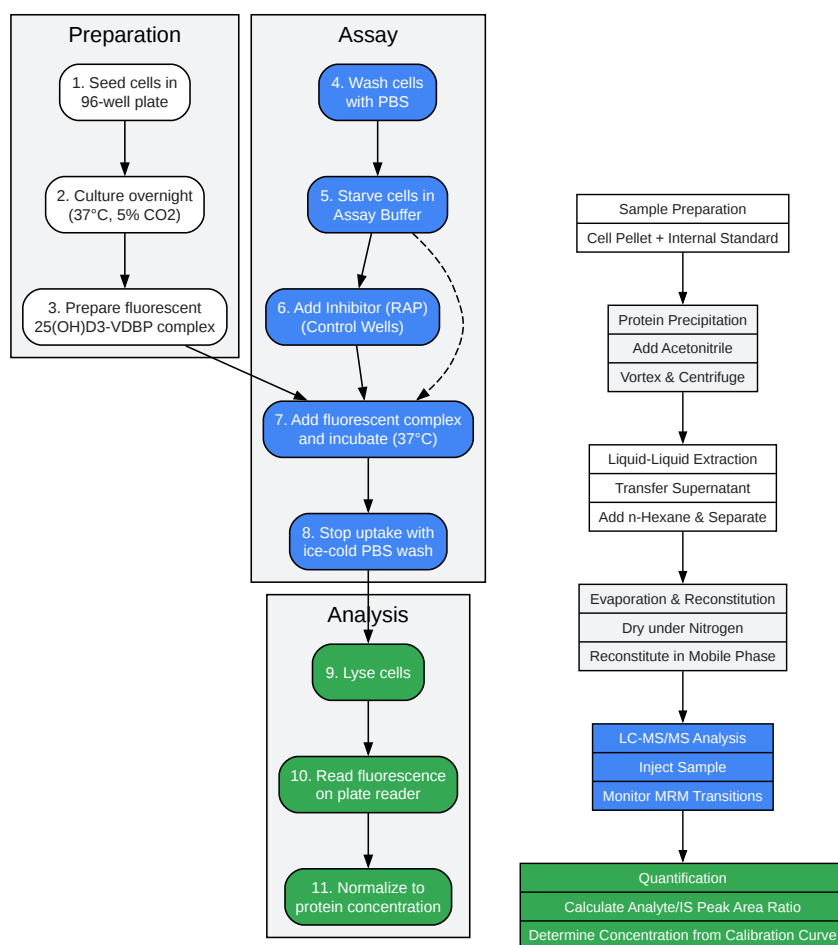 Preparation
1. Seed cells in
96-well plate
2. Culture overnight
(37°C, 5% CO2)
3. Prepare fluorescent
25(OH)D3-VDBP complex
Assay
4. Wash cells
with PBS
5. Starve cells in
Assay Buffer
6. Add Inhibitor (RAP)
(Control Wells)
7. Add fluorescent complex
and incubate (37°C)
8. Stop uptake with
ice-cold PBS wash
Analysis
9. Lyse cells
10. Read fluorescence
on plate reader
11. Normalize to
protein concentration
Sample Preparation
Cell Pellet + Internal Standard
Protein Precipitation
Add Acetonitrile
Vortex & Centrifuge
Liquid-Liquid Extraction
Transfer Supernatant
Add n-Hexane & Separate
Evaporation & Reconstitution
Dry under Nitrogen
Reconstitute in Mobile Phase
LC-MS/MS Analysis
Inject Sample
Monitor MRM Transitions
Quantification
Calculate Analyte/IS Peak Area Ratio
Determine Concentration from Calibration Curve